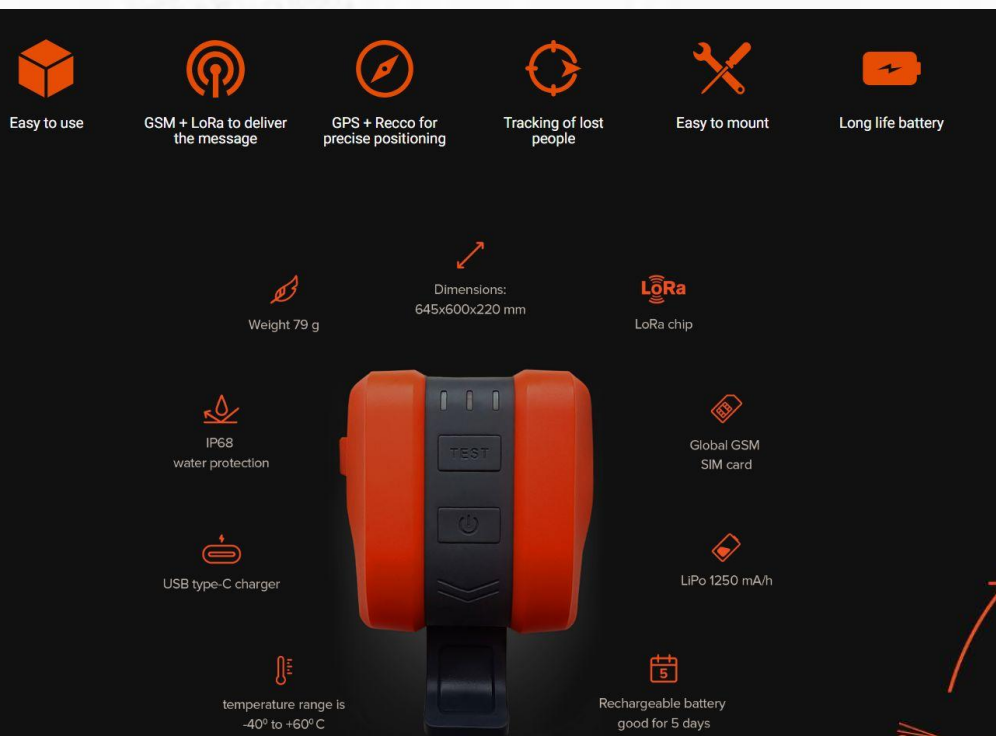 Easy to use
GSM + LoRa to deliver
the message
GPS + Recco for
precise positioning
Tracking of lost
people
Easy to mount
Long life battery
Dimensions:
645x600x220 mm
Weight 79 g
LoRa
LoRa chip
IP68
water protection
TEST
Global GSM
SIM card
USB type-C charger
LiPo 1250 mA/h
temperature range is
-40⁰ to +60⁰ C
5
Rechargeable battery
good for 5 days